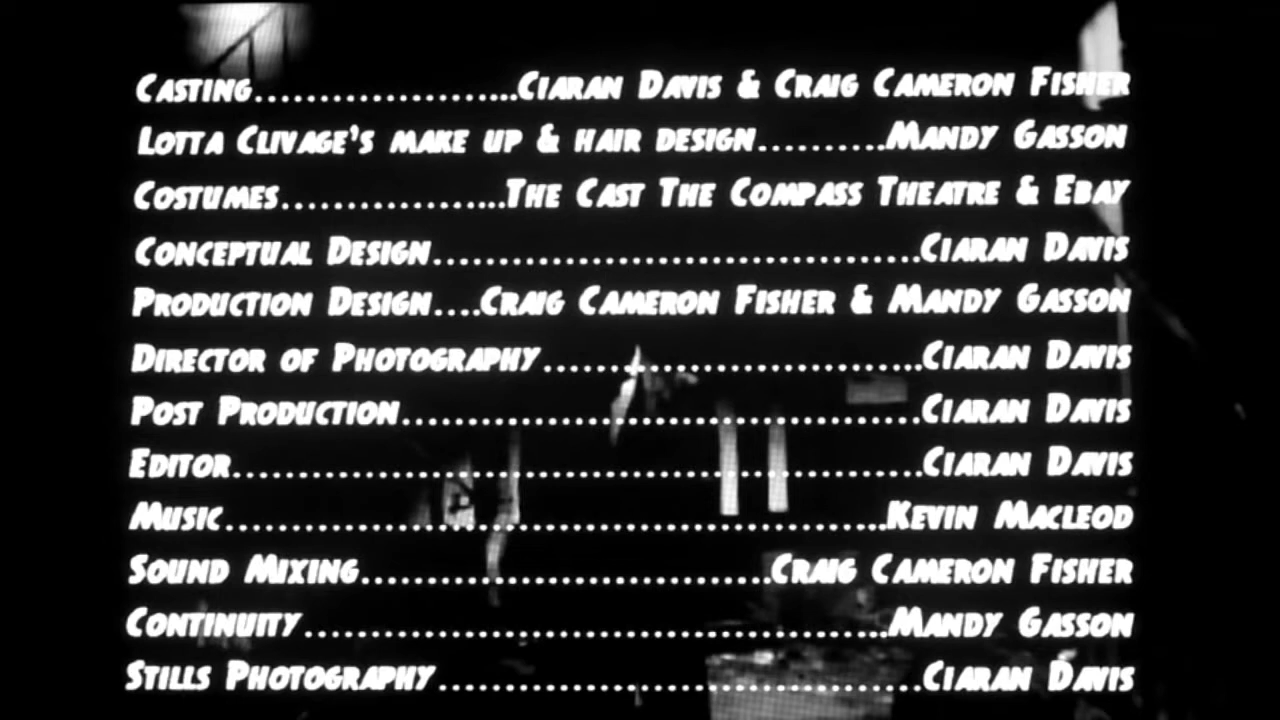 Casting.....................Ciaran Davis & Craig Cameron Fisher
Lotta Clivage's make up & hair design..........Mandy Gasson
Costumes..................The Cast The Compass Theatre & Ebay
Conceptual Design.....................................Ciaran Davis
Production Design....Craig Cameron Fisher & Mandy Gasson
Director of Photography.............................Ciaran Davis
Post Production........................................Ciaran Davis
Editor.....................................................Ciaran Davis
Music..................................................Kevin Macleod
Sound Mixing................................Craig Cameron Fisher
Continuity.............................................Mandy Gasson
Stills Photography.....................................Ciaran Davis